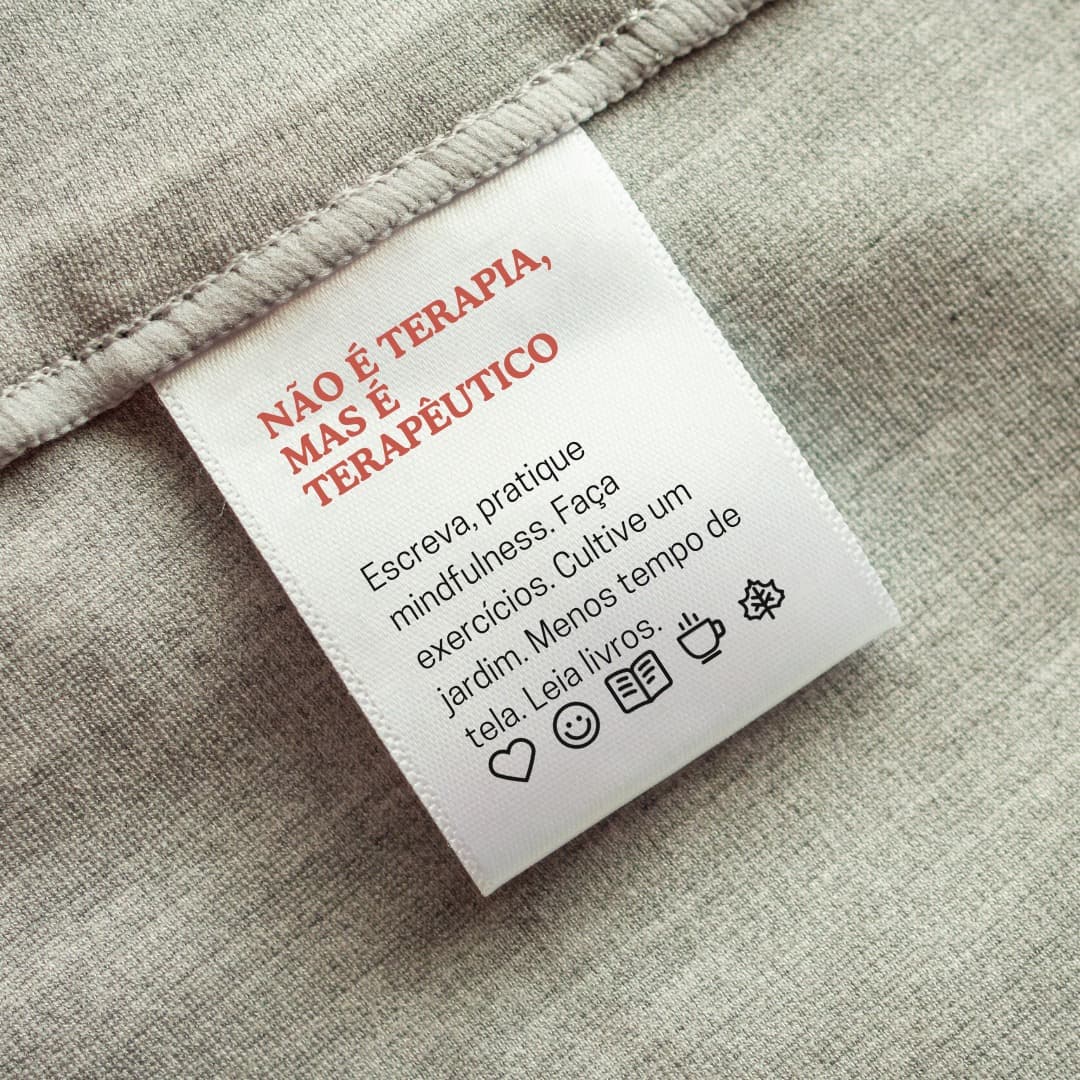 NÃO É TERAPIA,
MAS É
TERAPÊUTICO
Escreva, pratique
mindfulness. Faça
exercícios. Cultive um
jardim. Menos tempo de
tela. Leia livros.